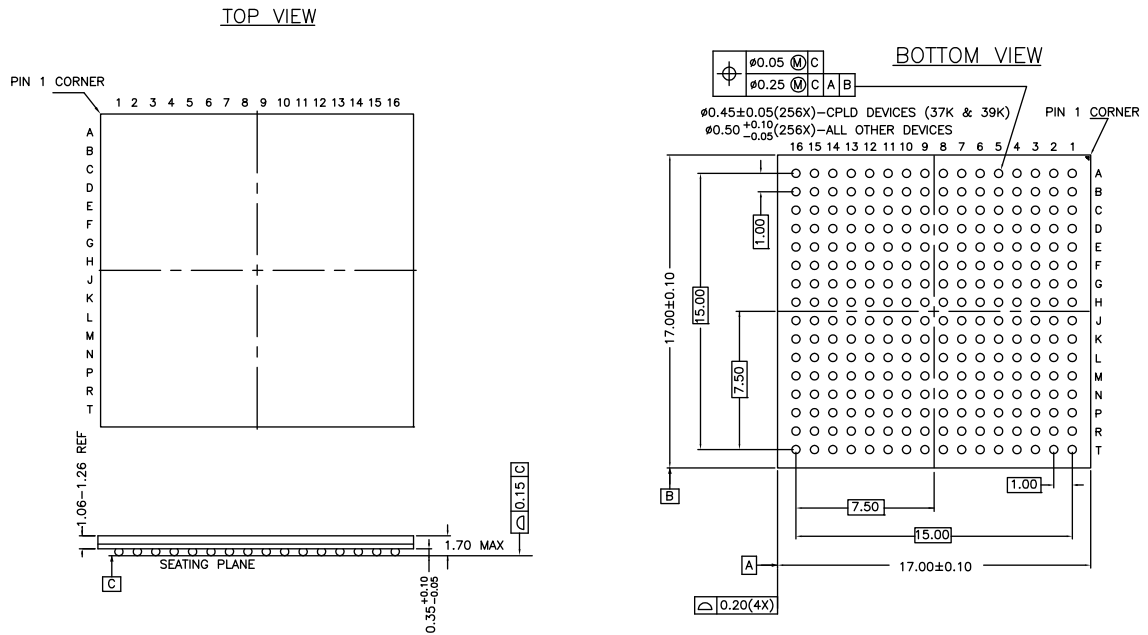 TOP VIEW
PIN 1 CORNER
1 2 3 4 5 6 7 8 9 10 11 12 13 14 15 16
A
B
C
D
E
F
G
H
J
K
L
M
N
P
R
T
1.06-1.26 REF
0.15 C
1.70 MAX
SEATING PLANE
C
0.35 +0.10 -0.05
BOTTOM VIEW
ø0.05 Ⓜ C
ø0.25 Ⓜ C A B
ø0.45±0.05(256X)-CPLD DEVICES (37K & 39K)
ø0.50 +0.10 -0.05 (256X)-ALL OTHER DEVICES
PIN 1 CORNER
16 15 14 13 12 11 10 9 8 7 6 5 4 3 2 1
A
B
C
D
E
F
G
H
J
K
L
M
N
P
R
T
1.00
15.00
17.00±0.10
7.50
B
1.00
7.50
15.00
A
17.00±0.10
0.20(4X)